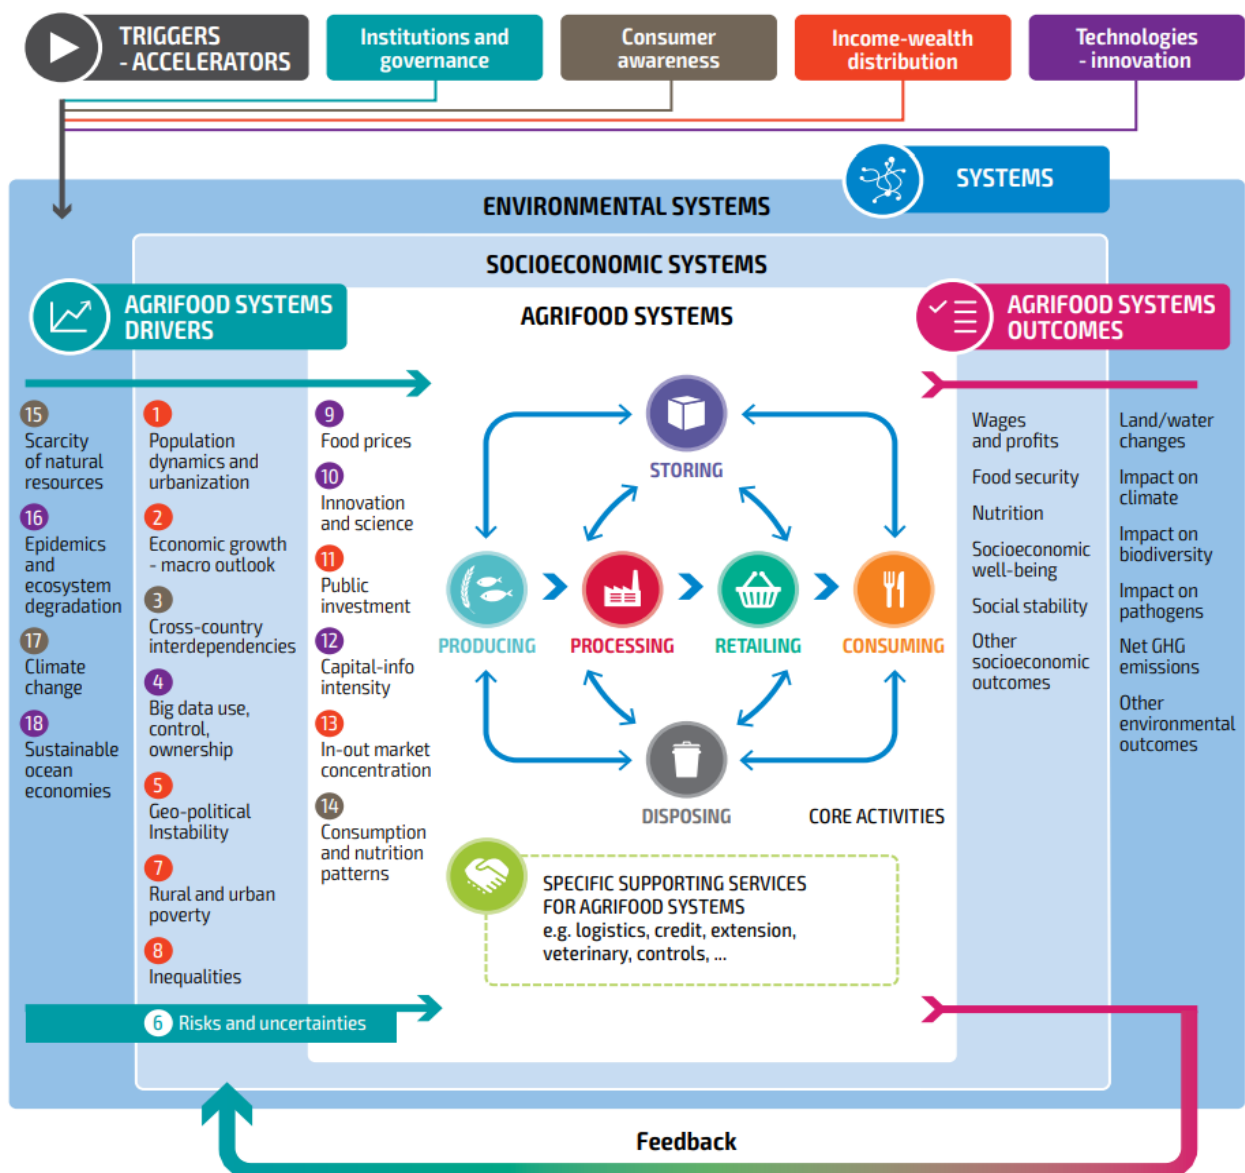 TRIGGERS
- ACCELERATORS
Institutions and
governance
Consumer
awareness
Income-wealth
distribution
Technologies
- innovation
SYSTEMS
ENVIRONMENTAL SYSTEMS
SOCIOECONOMIC SYSTEMS
AGRIFOOD SYSTEMS
AGRIFOOD SYSTEMS
DRIVERS
AGRIFOOD SYSTEMS
OUTCOMES
15
Scarcity
of natural
resources
16
Epidemics
and
ecosystem
degradation
17
Climate
change
18
Sustainable
ocean
economies
1
Population
dynamics and
urbanization
2
Economic growth
- macro outlook
3
Cross-country
interdependencies
4
Big data use,
control,
ownership
5
Geo-political
Instability
7
Rural and urban
poverty
8
Inequalities
6 Risks and uncertainties
9
Food prices
10
Innovation
and science
11
Public
investment
12
Capital-info
intensity
13
In-out market
concentration
14
Consumption
and nutrition
patterns
STORING
PRODUCING
PROCESSING
RETAILING
CONSUMING
DISPOSING
CORE ACTIVITIES
SPECIFIC SUPPORTING SERVICES
FOR AGRIFOOD SYSTEMS
e.g. logistics, credit, extension,
veterinary, controls, ...
Wages
and profits
Food security
Nutrition
Socioeconomic
well-being
Social stability
Other
socioeconomic
outcomes
Land/water
changes
Impact on
climate
Impact on
biodiversity
Impact on
pathogens
Net GHG
emissions
Other
environmental
outcomes
Feedback